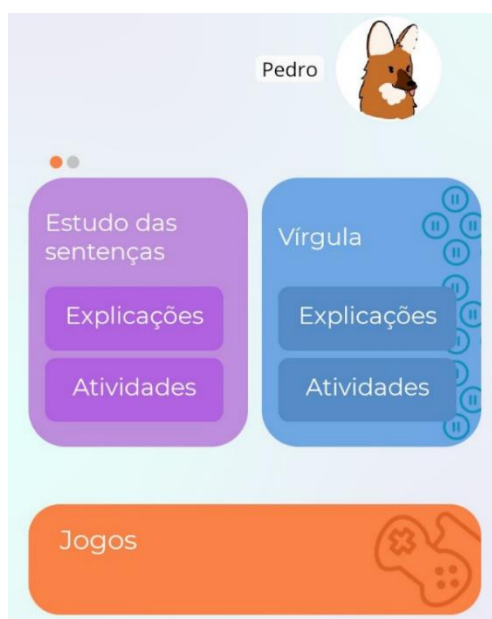 Pedro
Estudo das
sentenças
Explicações
Atividades
Vírgula
Explicações
Atividades
Jogos